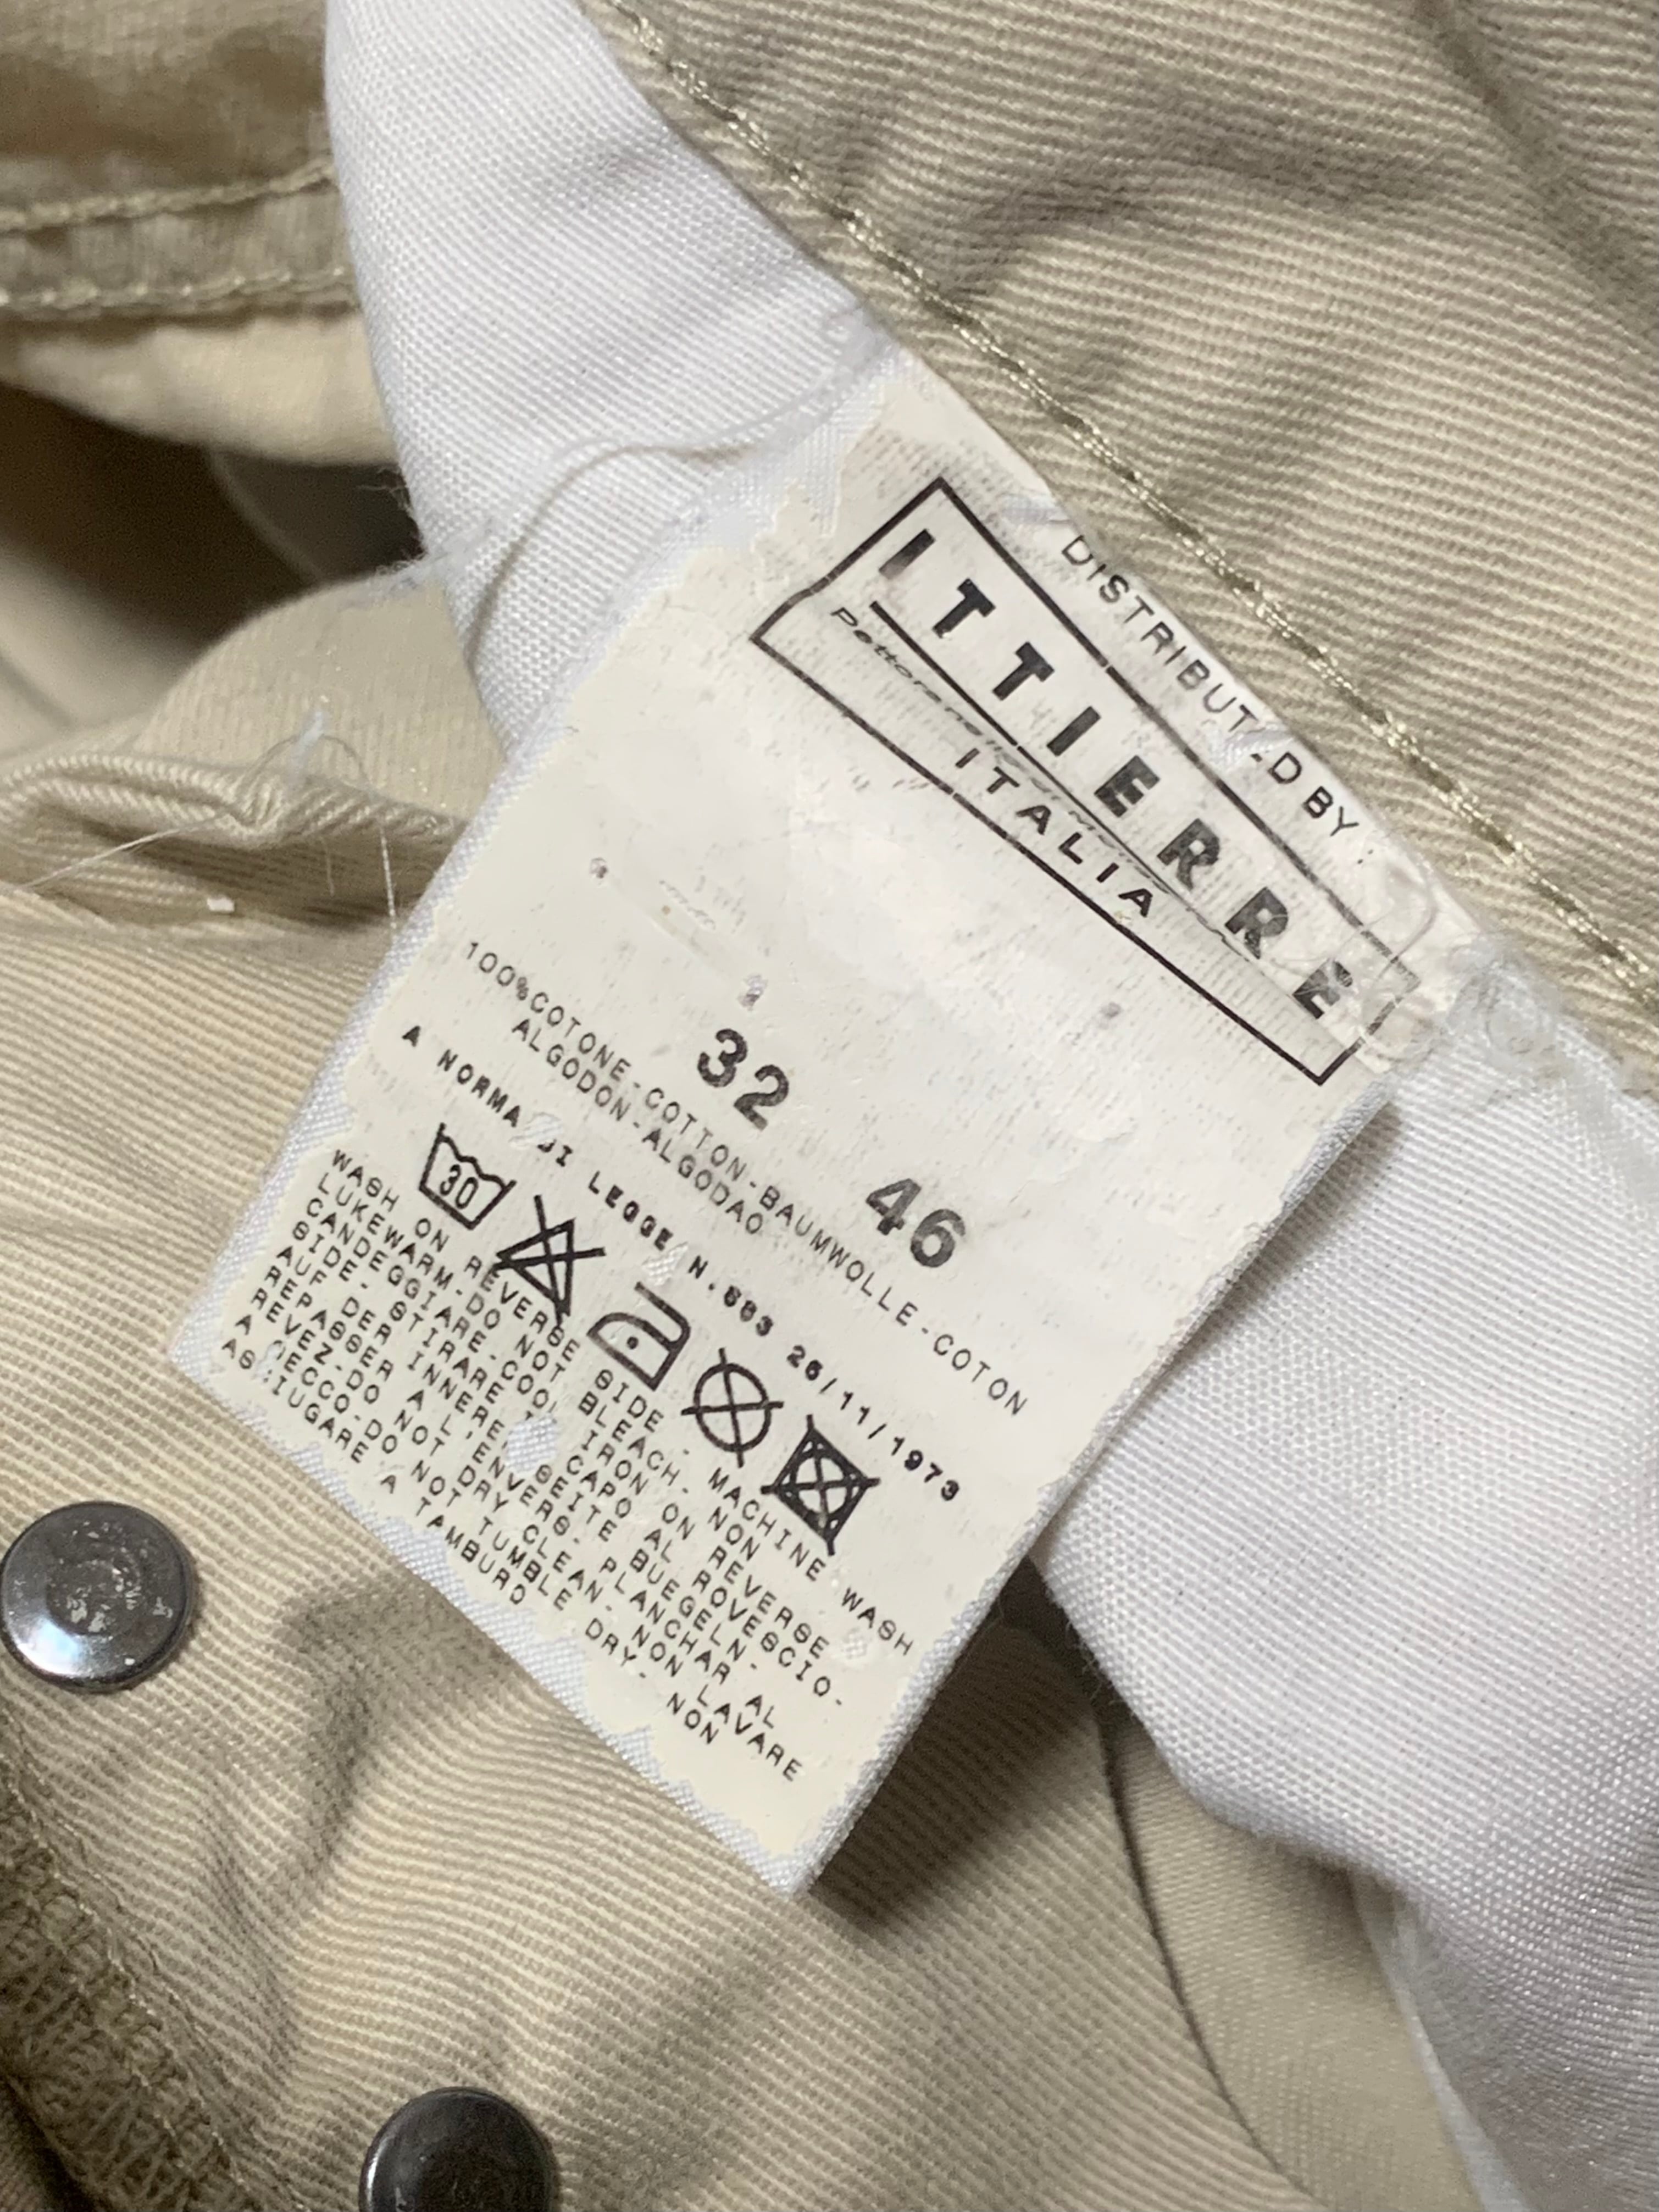 DISTRIBUTED BY:
ITTIERRE
ITALIA
32 46
100%COTONE-COTTON-BAUMWOLLE-COTON
ALGODON-ALGODAO
A NORMA DI LEGGE N.883 26/11/1973
30
WASH ON REVERSE SIDE - MACHINE WASH
LUKEWARM-DO NOT BLEACH- NON
CANDEGGIARE-COOL IRON ON REVERSE
SIDE- STIRARE IL CAPO AL ROVESCIO-
AUF DER INNERE SEITE BUEGELN-
REPASSER A L'ENVERS- PLANCHAR AL
REVEZ-DO NOT DRY CLEAN- NON LAVARE
A SECCO-DO NOT TUMBLE DRY- NON
ASCIUGARE A TAMBURO